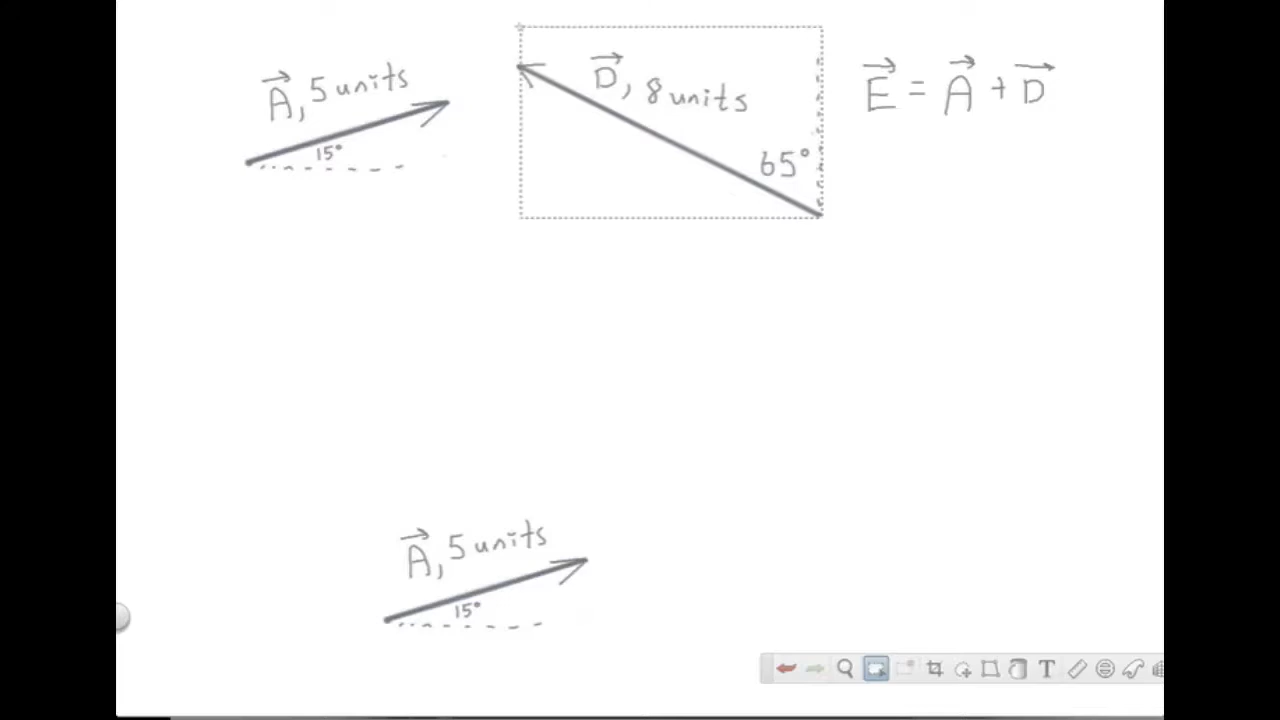 A, 5 units
15°
D, 8 units
65°
E = A + D
A, 5 units
15°
T